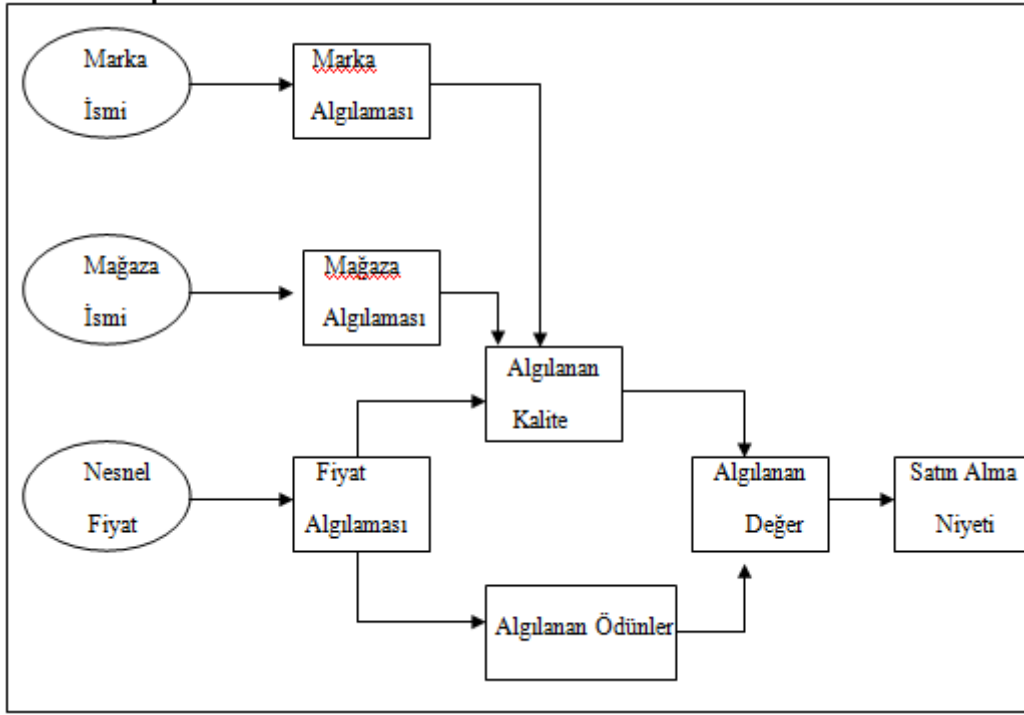 Marka
İsmi
Marka
Algılaması
Mağaza
İsmi
Mağaza
Algılaması
Algılanan
Kalite
Nesnel
Fiyat
Fiyat
Algılaması
Algılanan
Değer
Satın Alma
Niyeti
Algılanan Ödünler